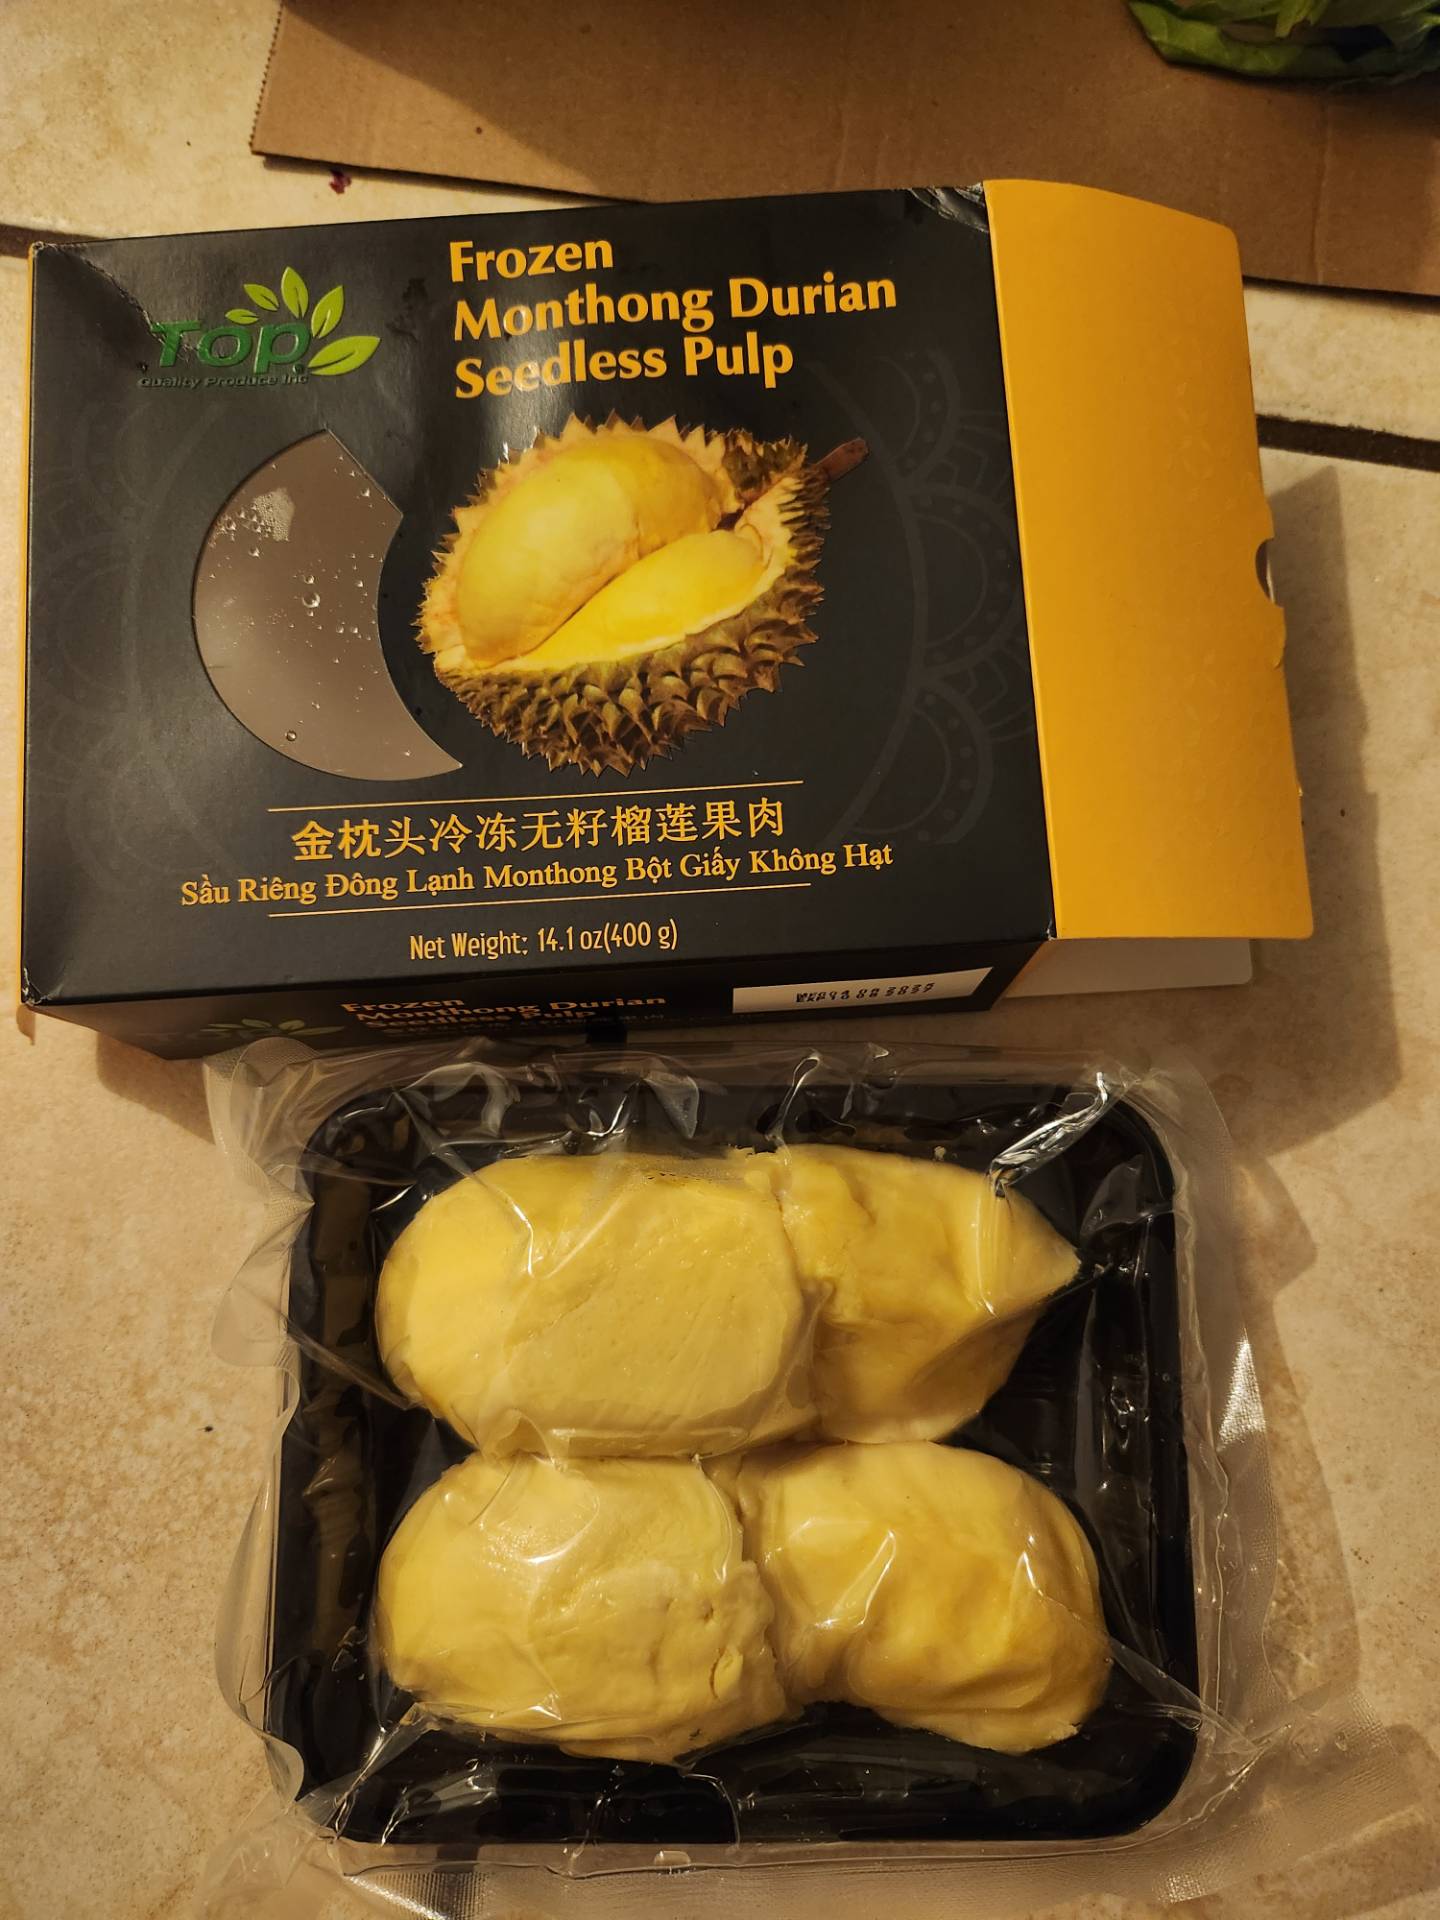 Top
Quality Produce Inc
Frozen
Monthong Durian
Seedless Pulp
金枕头冷冻无籽榴莲果肉
Sầu Riêng Đông Lạnh Monthong Bột Giấy Không Hạt
Net Weight: 14.1 oz(400 g)
Frozen
Monthong Durian
Seedless Pulp